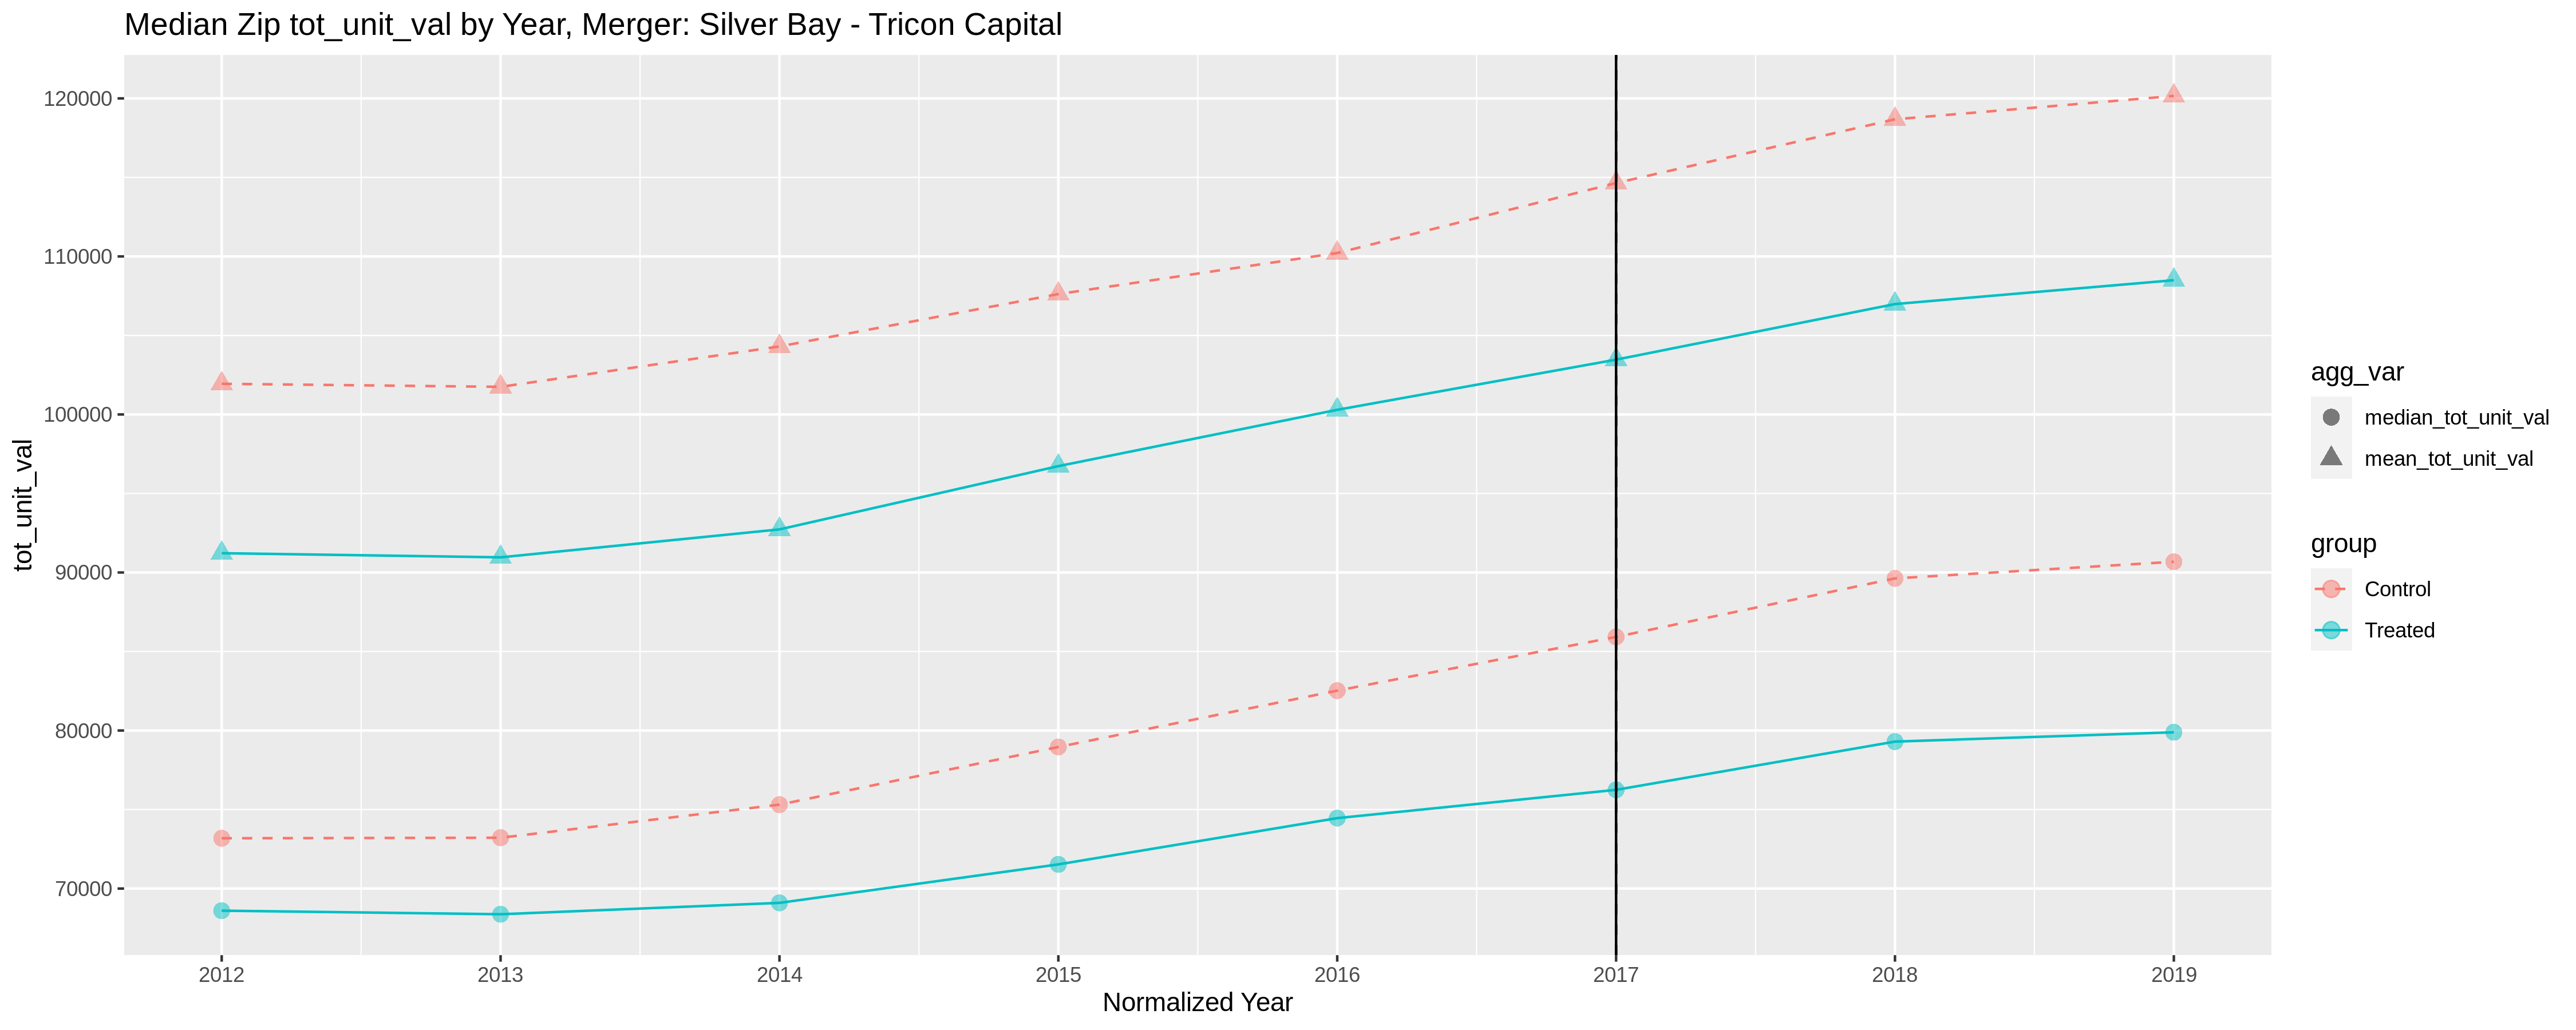 Median Zip tot_unit_val by Year, Merger: Silver Bay - Tricon Capital
120000
110000
100000
90000
80000
70000
tot_unit_val
2012 2013 2014 2015 2016 2017 2018 2019
Normalized Year
agg_var
median_tot_unit_val
mean_tot_unit_val
group
Control
Treated